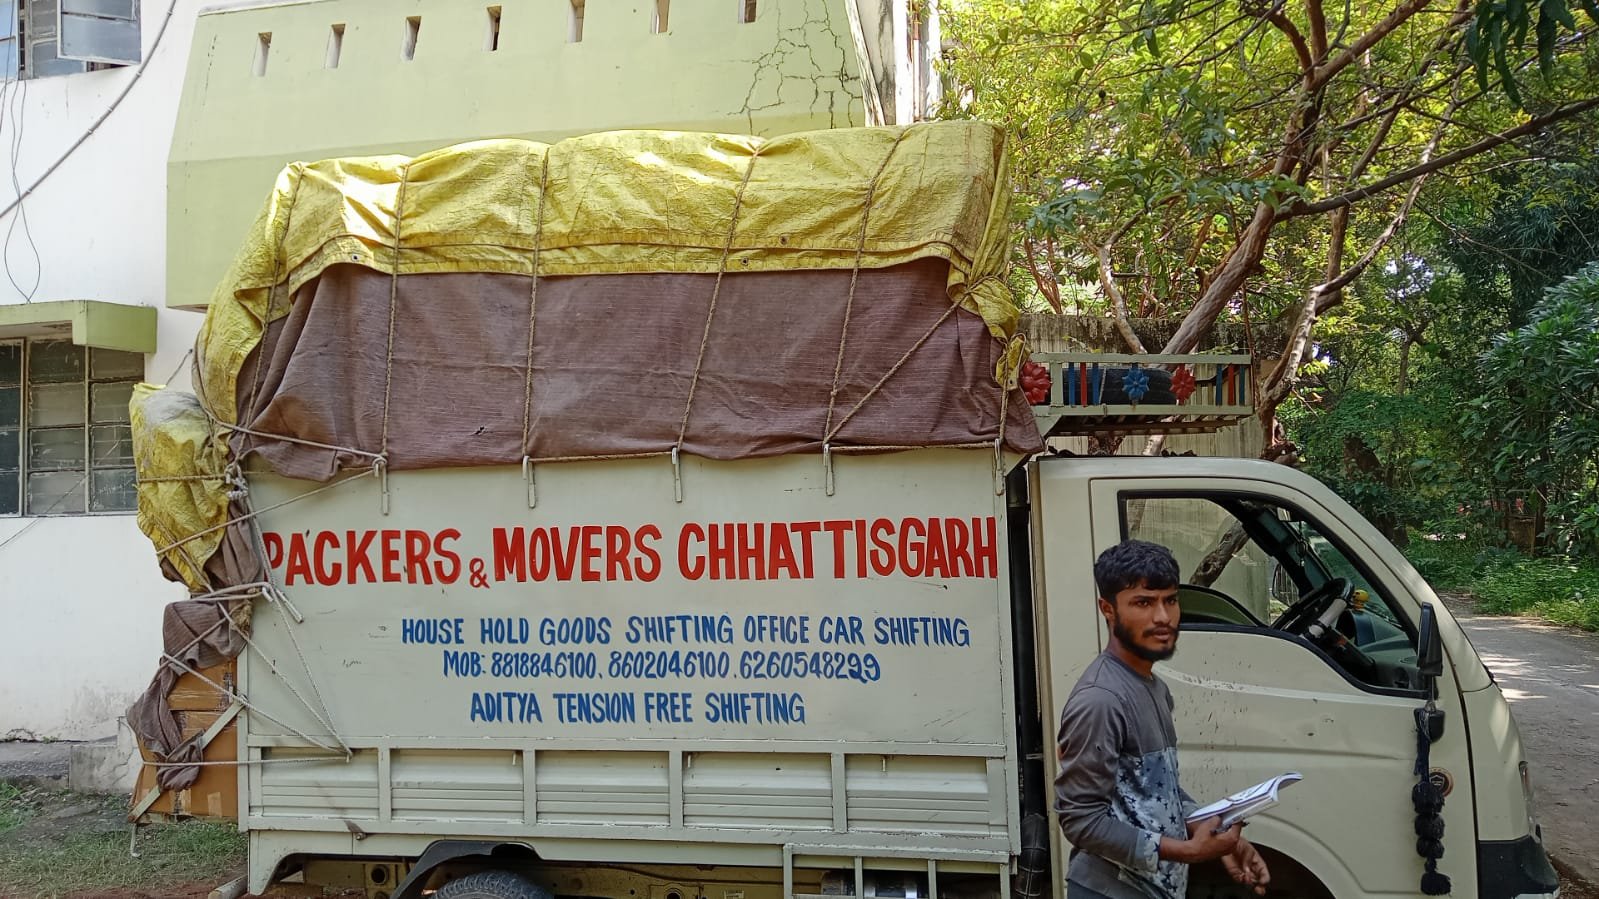 PACKERS & MOVERS CHHATTISGARH
HOUSE HOLD GOODS SHIFTING OFFICE CAR SHIFTING
MOB: 8818846100. 8602046100.6260548299
ADITYA TENSION FREE SHIFTING